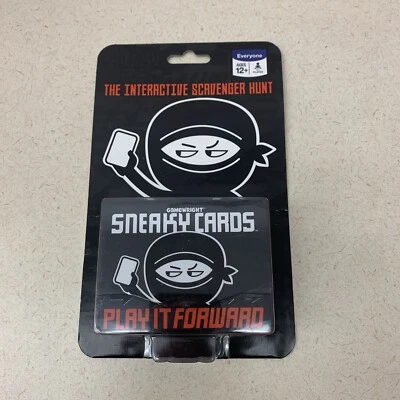 Everyone
AGES
12+
THE INTERACTIVE SCAVENGER HUNT
GAMEWRIGHT
SNEAKY CARDS
PLAY IT FORWARD